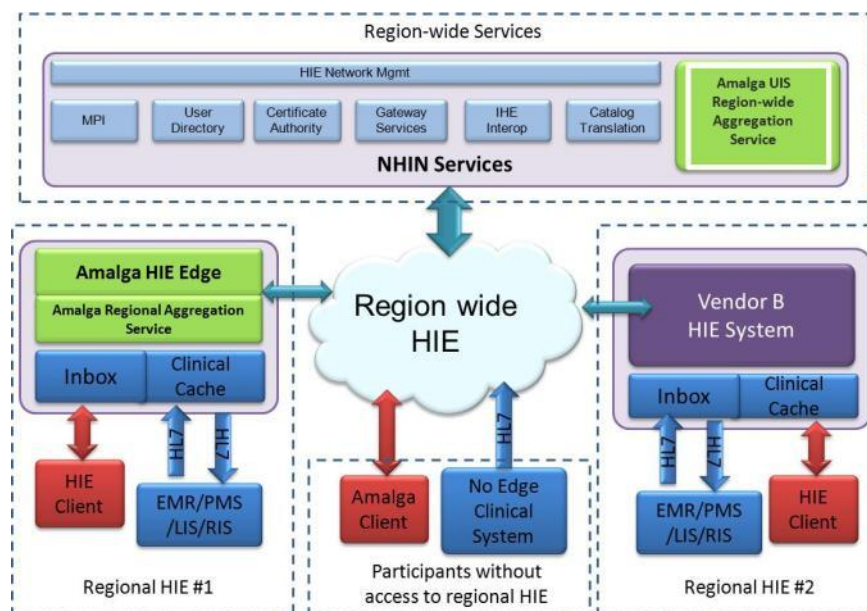 Region-wide Services
HIE Network Mgmt
MPI
User
Directory
Certificate
Authority
Gateway
Services
IHE
Interop
Catalog
Translation
NHIN Services
Amalga UIS
Region-wide
Aggregation
Service
Amalga HIE Edge
Amalga Regional Aggregation
Service
Inbox
Clinical
Cache
HL7
HL7
HIE
Client
EMR/PMS
/LIS/RIS
Regional HIE #1
Region wide
HIE
HL7
Amalga
Client
No Edge
Clinical
System
Participants without
access to regional HIE
Vendor B
HIE System
Inbox
Clinical
Cache
HL7
HL7
EMR/PMS
/LIS/RIS
HIE
Client
Regional HIE #2